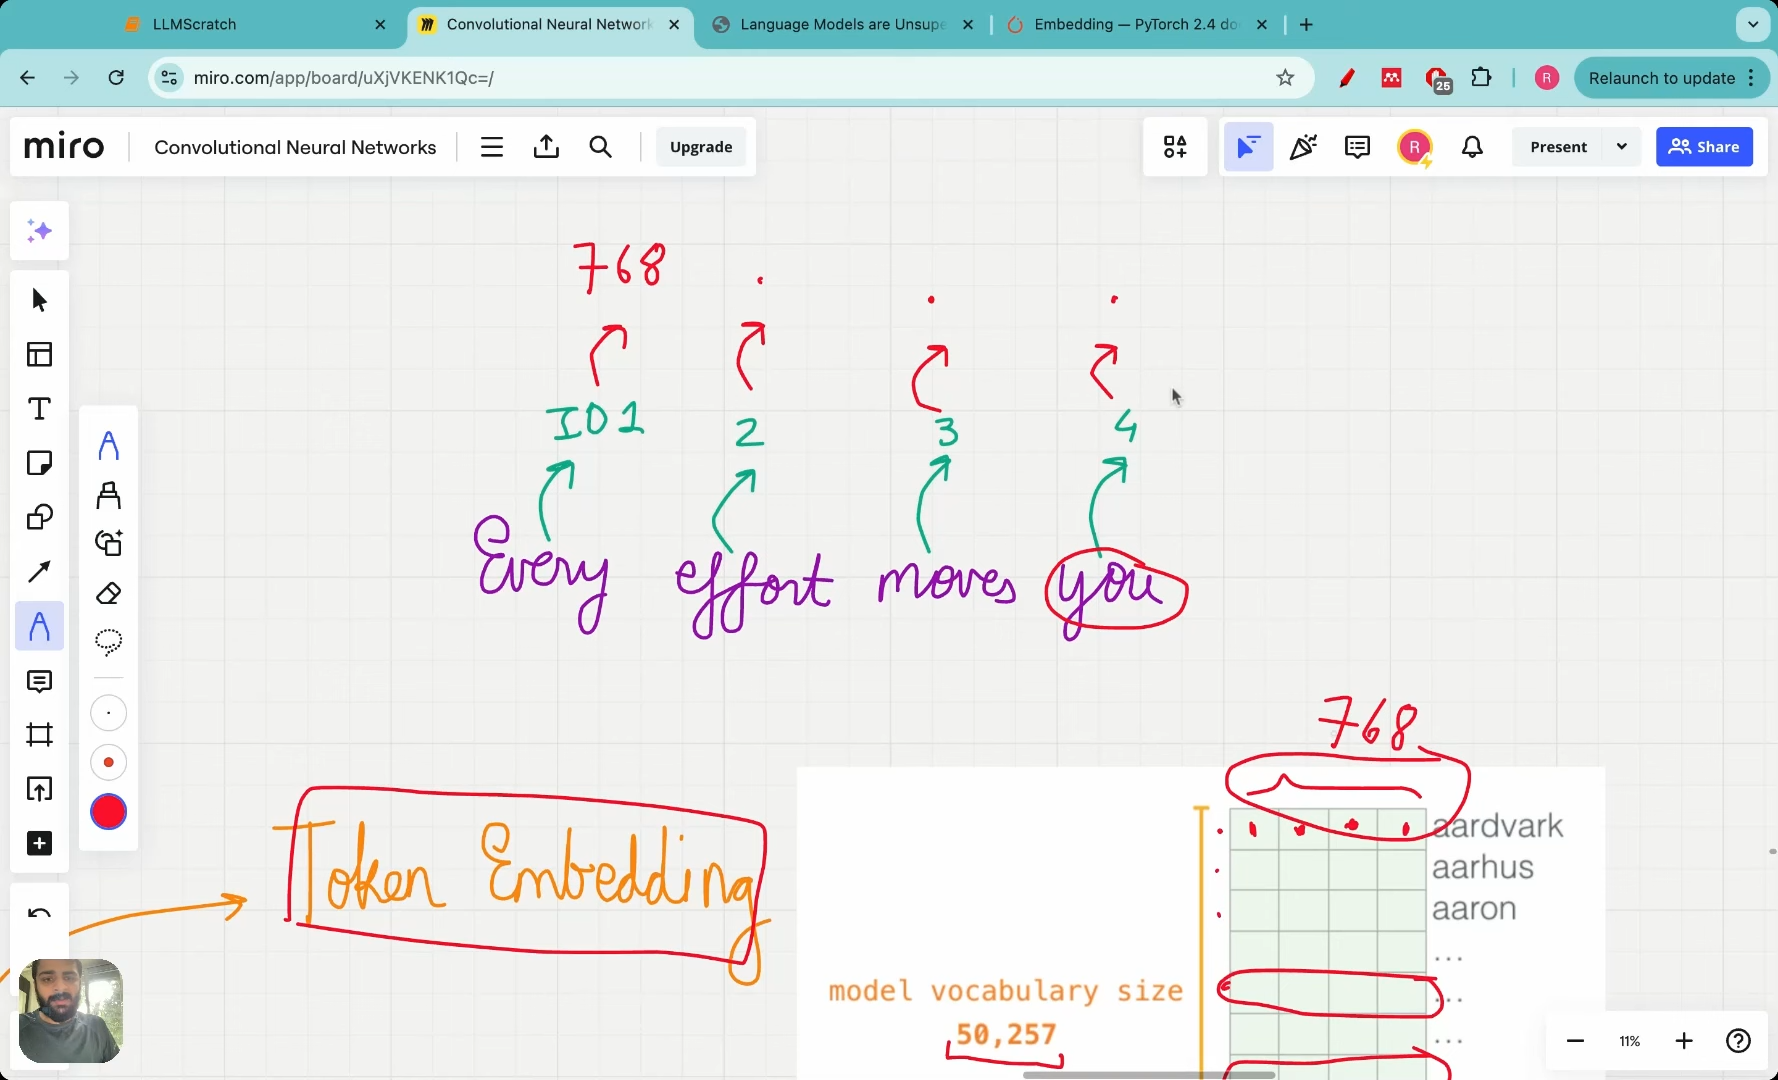 LLMScratch
Convolutional Neural Network
Language Models are Unsupe
Embedding — PyTorch 2.4 do
miro.com/app/board/uXjVKENK1Qc=/
25
R
Relaunch to update
miro
Convolutional Neural Networks
Upgrade
R
Present
Share
768
ID1 2 3 4
Every effort moves you
768
Token Embedding
aardvark
aarhus
aaron
...
model vocabulary size
...
50,257
...
11%